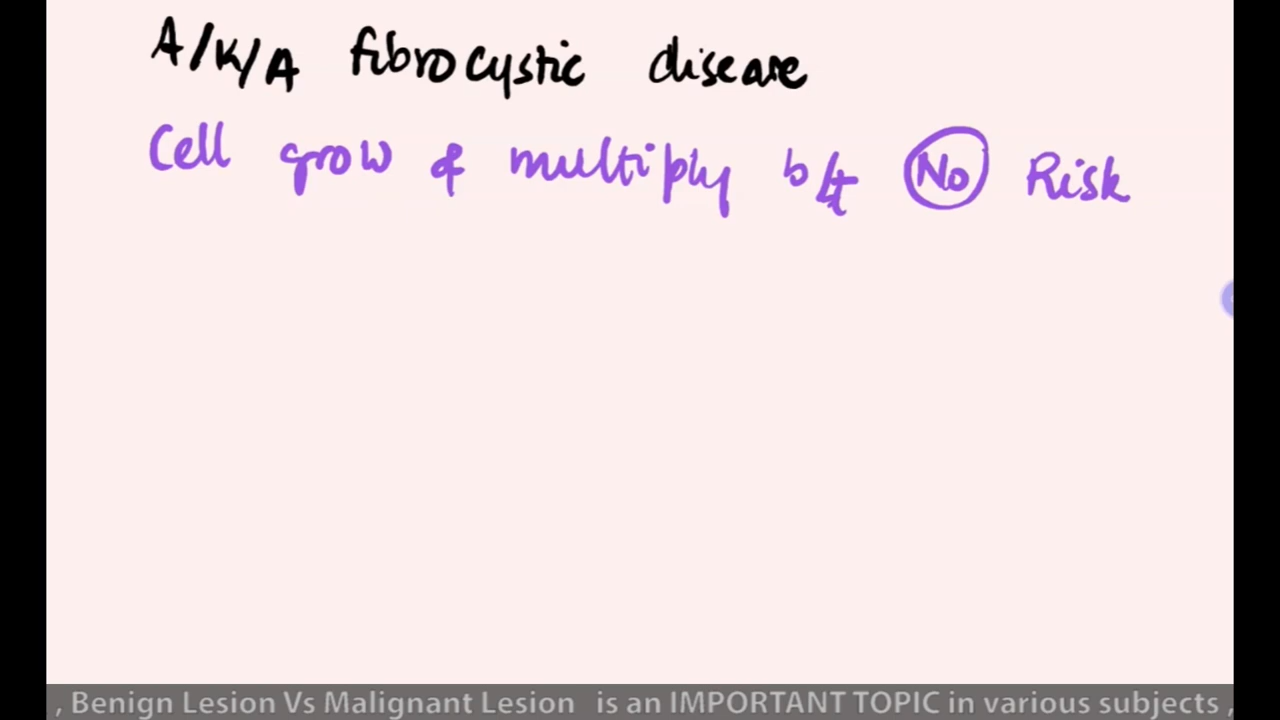 A/K/A fibrocystic disease
Cell grow & multiply b/t No Risk
, Benign Lesion Vs Malignant Lesion is an IMPORTANT TOPIC in various subjects ,